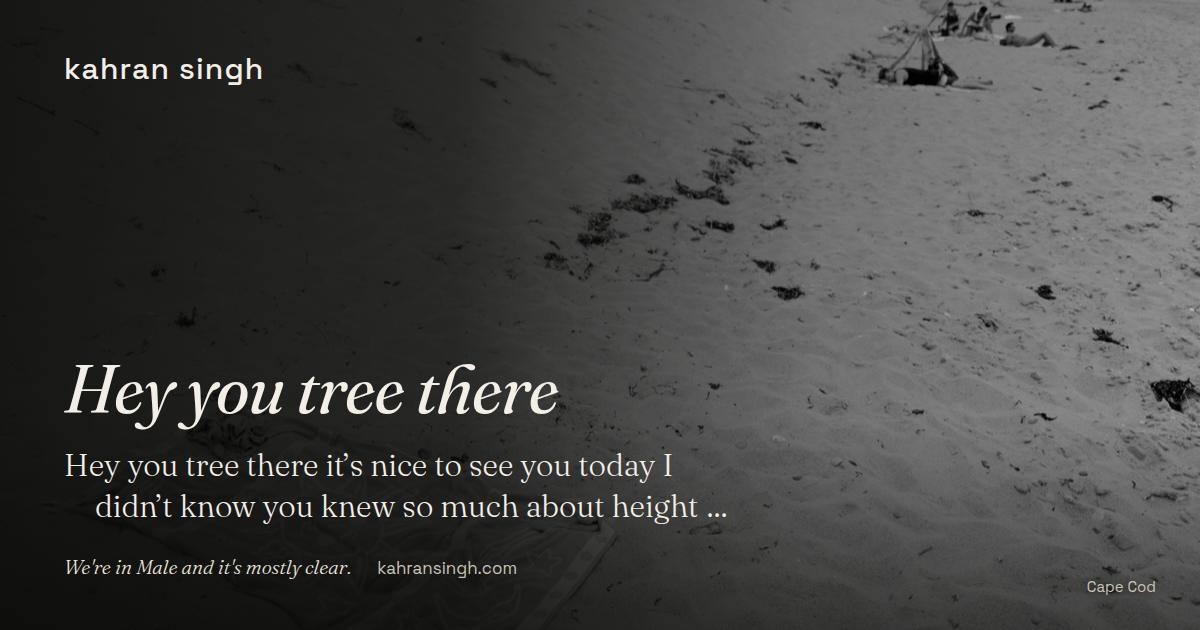 kahran singh
Hey you tree there
Hey you tree there it’s nice to see you today I
didn’t know you knew so much about height ...
We're in Male and it's mostly clear. kahransingh.com
Cape Cod